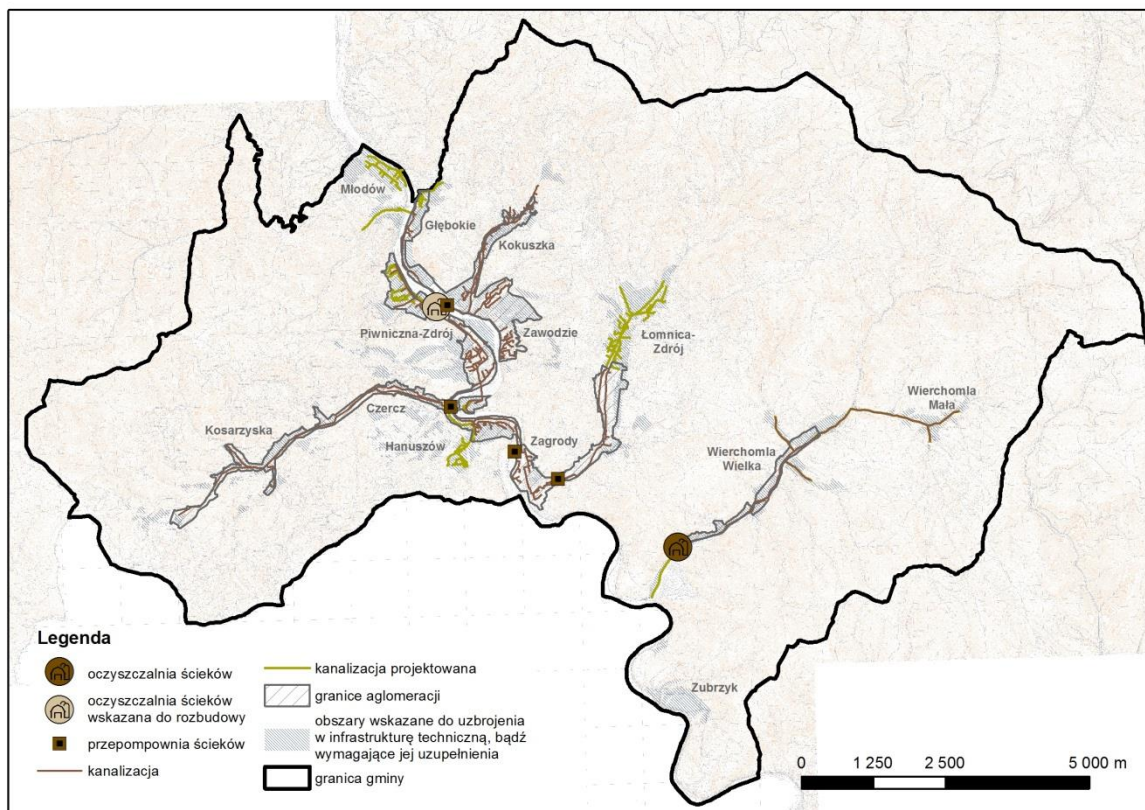 Młodów
Głębokie
Kokuszka
Piwniczna-Zdrój
Zawodzie
Łomnica-
Zdrój
Wierchomla
Mała
Czercz
Kosarzyska
Hanuszów
Zagrody
Wierchomla
Wielka
Zubrzyk
Legenda
oczyszczalnia ścieków
oczyszczalnia ścieków
wskazana do rozbudowy
przepompownia ścieków
kanalizacja
kanalizacja projektowana
granice aglomeracji
obszary wskazane do uzbrojenia
w infrastrukturę techniczną, bądź
wymagające jej uzupełnienia
granica gminy
0 1 250 2 500 5 000 m